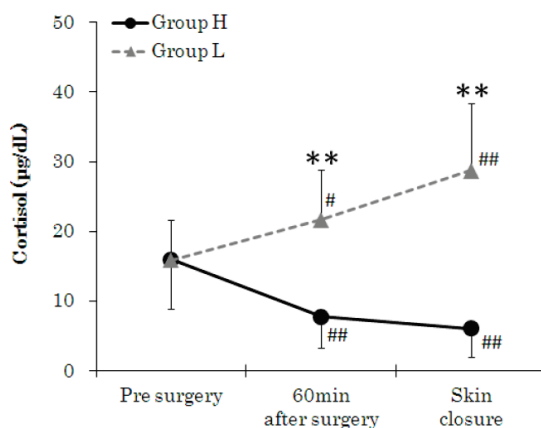 Group H
Group L
Cortisol (µg/dL)
50
40
30
20
10
0
**
**
#
##
##
##
Pre surgery
60min
after surgery
Skin
closure